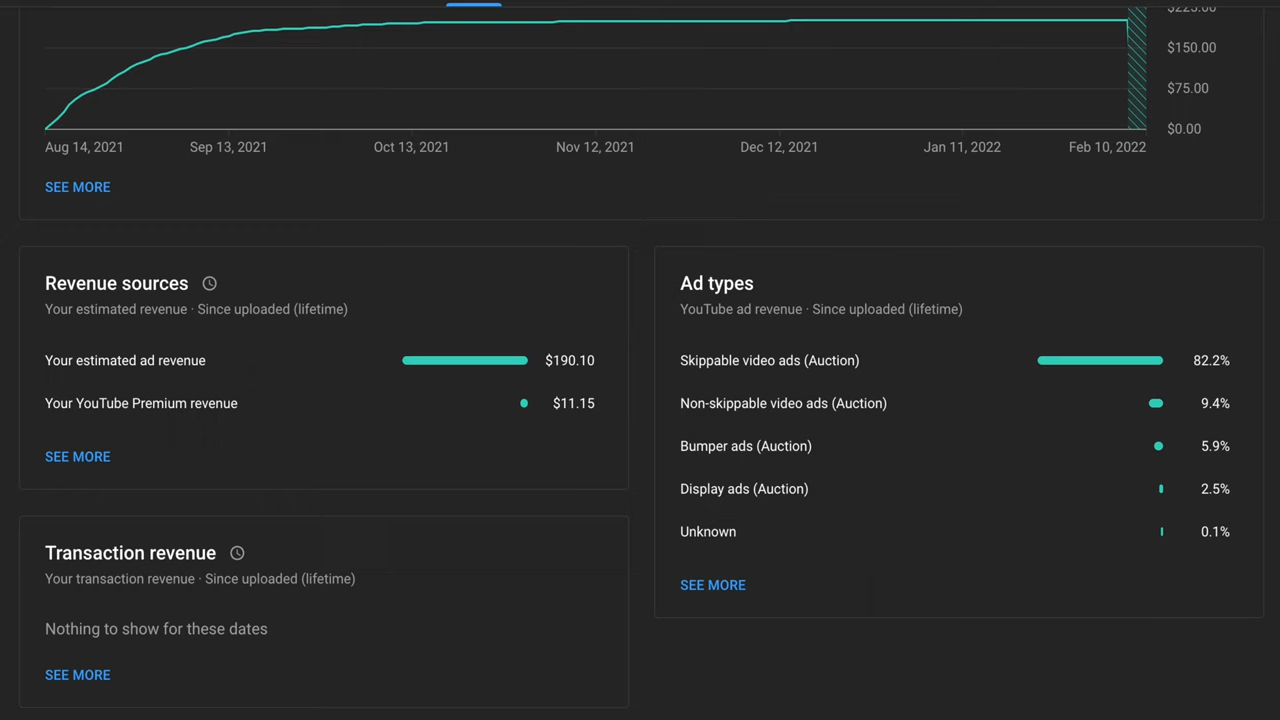 $225.00
$150.00
$75.00
$0.00
Aug 14, 2021 Sep 13, 2021 Oct 13, 2021 Nov 12, 2021 Dec 12, 2021 Jan 11, 2022 Feb 10, 2022
SEE MORE
Revenue sources
Your estimated revenue · Since uploaded (lifetime)
Your estimated ad revenue $190.10
Your YouTube Premium revenue $11.15
SEE MORE
Transaction revenue
Your transaction revenue · Since uploaded (lifetime)
Nothing to show for these dates
SEE MORE
Ad types
YouTube ad revenue · Since uploaded (lifetime)
Skippable video ads (Auction) 82.2%
Non-skippable video ads (Auction) 9.4%
Bumper ads (Auction) 5.9%
Display ads (Auction) 2.5%
Unknown 0.1%
SEE MORE